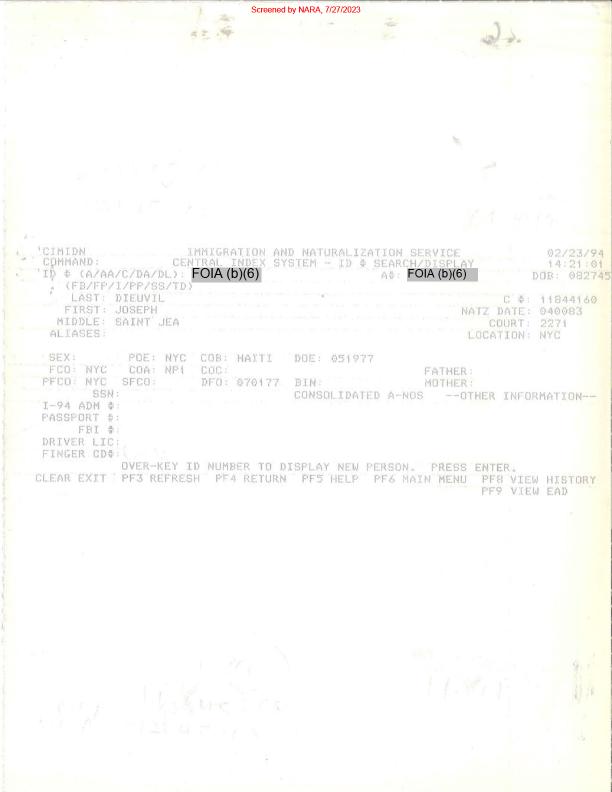 Screened by NARA, 7/27/2023
'CIMIDN IMMIGRATION AND NATURALIZATION SERVICE 02/23/94
COMMAND: CENTRAL INDEX SYSTEM - ID # SEARCH/DISPLAY 14:21:01
ID # (A/AA/C/DA/DL): FOIA (b)(6) A#: FOIA (b)(6) DOB: 082745
(FB/FP/I/PP/SS/TD)
LAST: DIEUVIL C #: 11844160
FIRST: JOSEPH NATZ DATE: 040083
MIDDLE: SAINT JEA COURT: 2271
ALIASES: LOCATION: NYC
SEX: POE: NYC COB: HAITI DOE: 051977
FCO: NYC COA: NP1 COC: FATHER:
PFCO: NYC SFCO: DFO: 070177 BIN: MOTHER:
SSN: CONSOLIDATED A-NOS --OTHER INFORMATION--
I-94 ADM #:
PASSPORT #:
FBI #:
DRIVER LIC:
FINGER CD#:
OVER-KEY ID NUMBER TO DISPLAY NEW PERSON. PRESS ENTER.
CLEAR EXIT PF3 REFRESH PF4 RETURN PF5 HELP PF6 MAIN MENU PF8 VIEW HISTORY
PF9 VIEW EAD